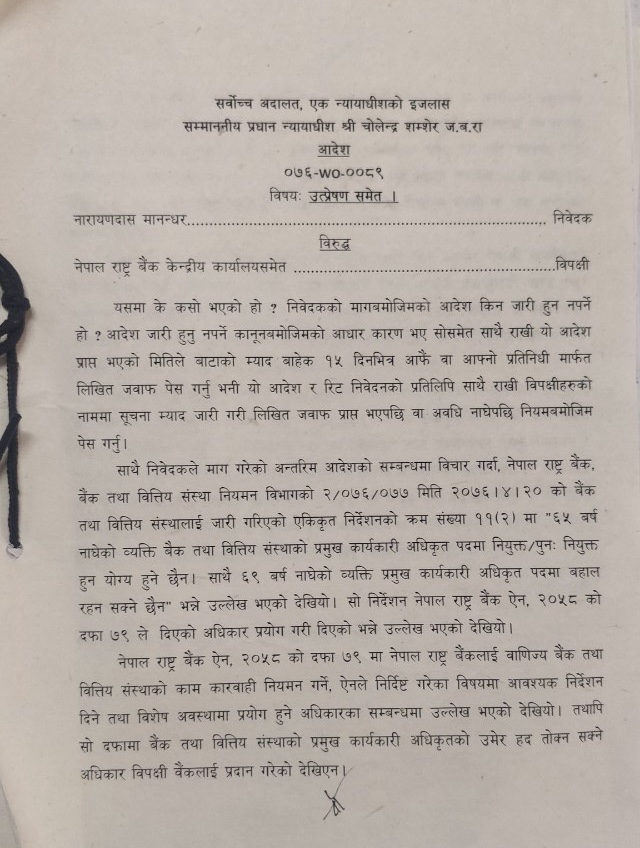 सर्वोच्च अदालत, एक न्यायाधीशको इजलास
सम्माननीय प्रधान न्यायाधीश श्री चोलेन्द्र शम्शेर ज.ब.रा
आदेश
०७६-WO-००८९
विषयः उत्प्रेषण समेत ।
नारायणदास मानन्धर............................................................................ निवेदक
विरुद्ध
नेपाल राष्ट्र बैंक केन्द्रीय कार्यालयसमेत .......................................................विपक्षी
यसमा के कसो भएको हो ? निवेदकको मागबमोजिमको आदेश किन जारी हुन नपर्ने
हो ? आदेश जारी हुनु नपर्ने कानूनबमोजिमको आधार कारण भए सोसमेत साथै राखी यो आदेश
प्राप्त भएको मितिले बाटाको म्याद बाहेक १५ दिनभित्र आफैं वा आफ्नो प्रतिनिधी मार्फत
लिखित जवाफ पेस गर्नु भनी यो आदेश र रिट निवेदनको प्रतिलिपि साथै राखी विपक्षीहरुको
नाममा सूचना म्याद जारी गरी लिखित जवाफ प्राप्त भएपछि वा अवधि नाघेपछि नियमबमोजिम
पेस गर्नु।
साथै निवेदकले माग गरेको अन्तरिम आदेशको सम्बन्धमा विचार गर्दा, नेपाल राष्ट्र बैंक,
बैंक तथा वित्तिय संस्था नियमन विभागको २/०७६/०७७ मिति २०७६।४।२० को बैंक
तथा वित्तिय संस्थालाई जारी गरिएको एकिकृत निर्देशनको क्रम संख्या ११(२) मा "६५ बर्ष
नाघेको व्यक्ति बैक तथा वित्तिय संस्थाको प्रमुख कार्यकारी अधिकृत पदमा नियुक्त/पुनः नियुक्त
हुन योग्य हुने छैन। साथै ६९ बर्ष नाघेको व्यक्ति प्रमुख कार्यकारी अधिकृत पदमा बहाल
रहन सक्ने छैन" भन्ने उल्लेख भएको देखियो। सो निर्देशन नेपाल राष्ट्र बैंक ऐन, २०५८ को
दफा ७९ ले दिएको अधिकार प्रयोग गरी दिएको भन्ने उल्लेख भएको देखियो।
नेपाल राष्ट्र बैंक ऐन, २०५८ को दफा ७९ मा नेपाल राष्ट्र बैंकलाई वाणिज्य बैंक तथा
वित्तिय संस्थाको काम कारवाही नियमन गर्ने, ऐनले निर्दिष्ट गरेका विषयमा आवश्यक निर्देशन
दिने तथा विशेष अवस्थामा प्रयोग हुने अधिकारका सम्बन्धमा उल्लेख भएको देखियो। तथापि
सो दफामा बैंक तथा वित्तिय संस्थाको प्रमुख कार्यकारी अधिकृतको उमेर हद तोक्न सक्ने
अधिकार विपक्षी वैंकलाई प्रदान गरेको देखिएन।